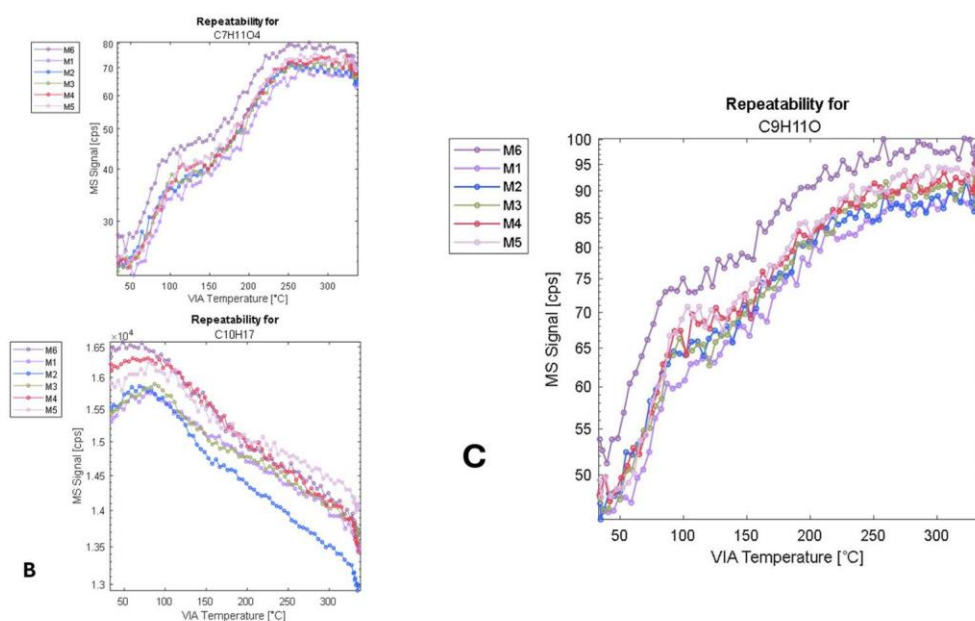 Repeatability for
C7H11O4
M6
M1
M2
M3
M4
M5
80
70
60
50
40
30
MS Signal [cps]
50 100 150 200 250 300
VIA Temperature [°C]
Repeatability for
C10H17
×10⁴
M6
M1
M2
M3
M4
M5
1.65
1.6
1.55
1.5
1.45
1.4
1.35
1.3
MS Signal [cps]
50 100 150 200 250 300
VIA Temperature [°C]
B
Repeatability for
C9H11O
M6
M1
M2
M3
M4
M5
100
95
90
85
80
75
70
65
60
55
50
MS Signal [cps]
50 100 150 200 250 300
VIA Temperature [°C]
C